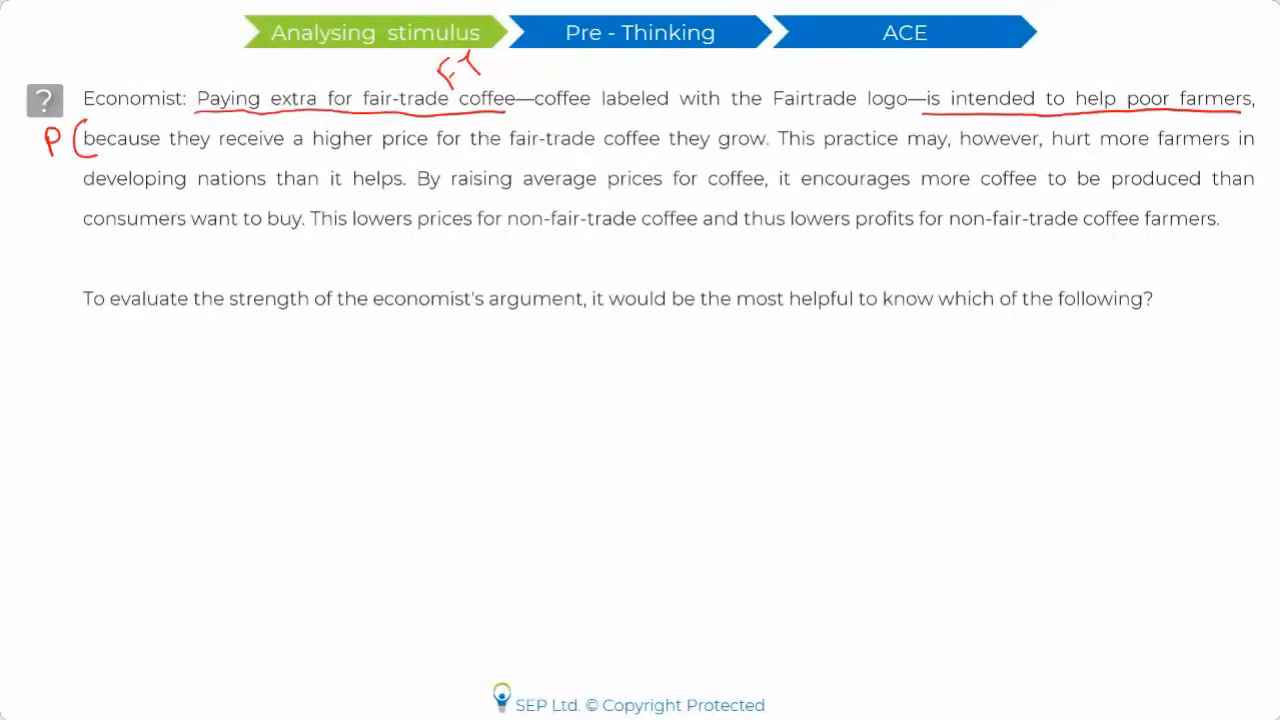 Analysing stimulus
Pre - Thinking
ACE
FT
? Economist: Paying extra for fair-trade coffee—coffee labeled with the Fairtrade logo—is intended to help poor farmers,
P ( because they receive a higher price for the fair-trade coffee they grow. This practice may, however, hurt more farmers in
developing nations than it helps. By raising average prices for coffee, it encourages more coffee to be produced than
consumers want to buy. This lowers prices for non-fair-trade coffee and thus lowers profits for non-fair-trade coffee farmers.
To evaluate the strength of the economist's argument, it would be the most helpful to know which of the following?
SEP Ltd. © Copyright Protected